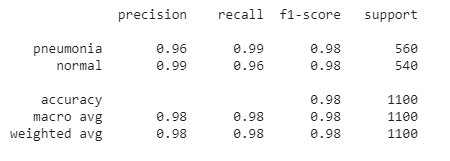 precision recall f1-score support
pneumonia 0.96 0.99 0.98 560
normal 0.99 0.96 0.98 540
accuracy 0.98 1100
macro avg 0.98 0.98 0.98 1100
weighted avg 0.98 0.98 0.98 1100